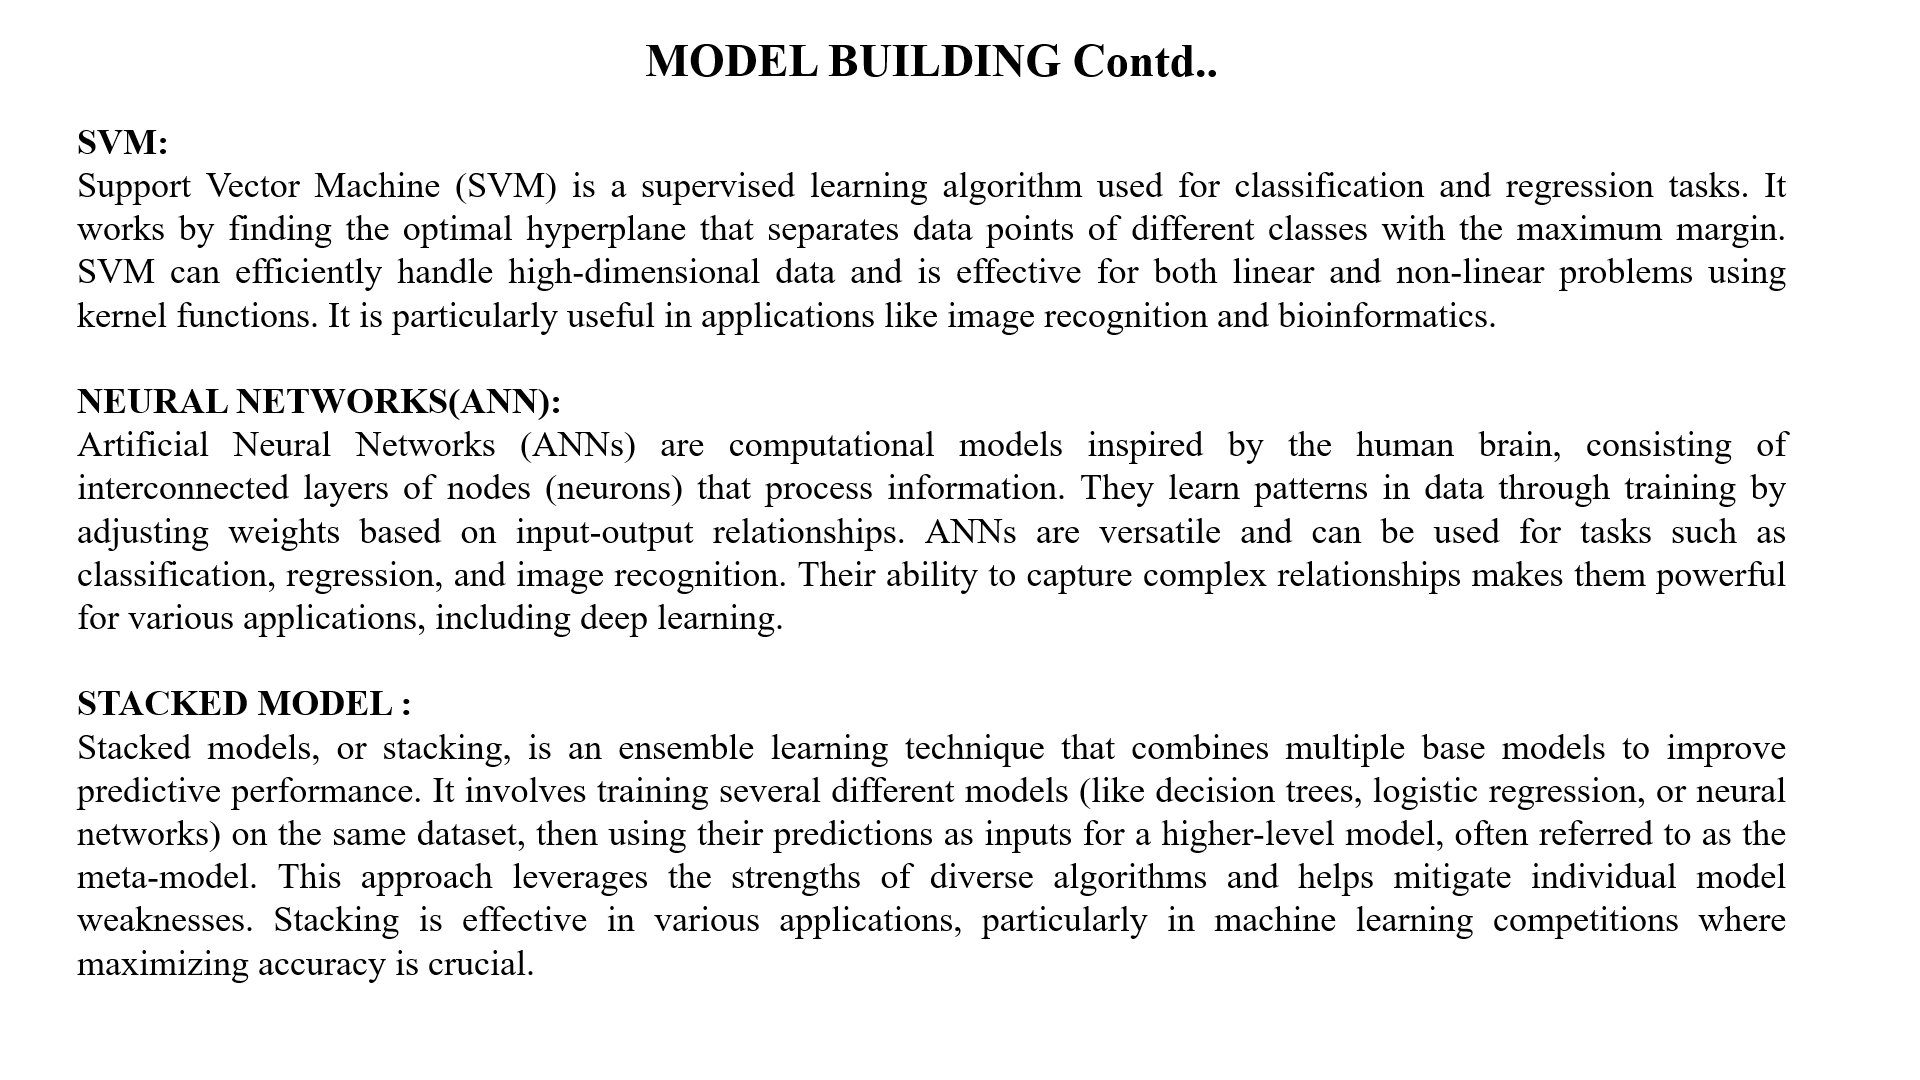 MODEL BUILDING Contd..
SVM:
Support Vector Machine (SVM) is a supervised learning algorithm used for classification and regression tasks. It
works by finding the optimal hyperplane that separates data points of different classes with the maximum margin.
SVM can efficiently handle high-dimensional data and is effective for both linear and non-linear problems using
kernel functions. It is particularly useful in applications like image recognition and bioinformatics.
NEURAL NETWORKS(ANN):
Artificial Neural Networks (ANNs) are computational models inspired by the human brain, consisting of
interconnected layers of nodes (neurons) that process information. They learn patterns in data through training by
adjusting weights based on input-output relationships. ANNs are versatile and can be used for tasks such as
classification, regression, and image recognition. Their ability to capture complex relationships makes them powerful
for various applications, including deep learning.
STACKED MODEL :
Stacked models, or stacking, is an ensemble learning technique that combines multiple base models to improve
predictive performance. It involves training several different models (like decision trees, logistic regression, or neural
networks) on the same dataset, then using their predictions as inputs for a higher-level model, often referred to as the
meta-model. This approach leverages the strengths of diverse algorithms and helps mitigate individual model
weaknesses. Stacking is effective in various applications, particularly in machine learning competitions where
maximizing accuracy is crucial.